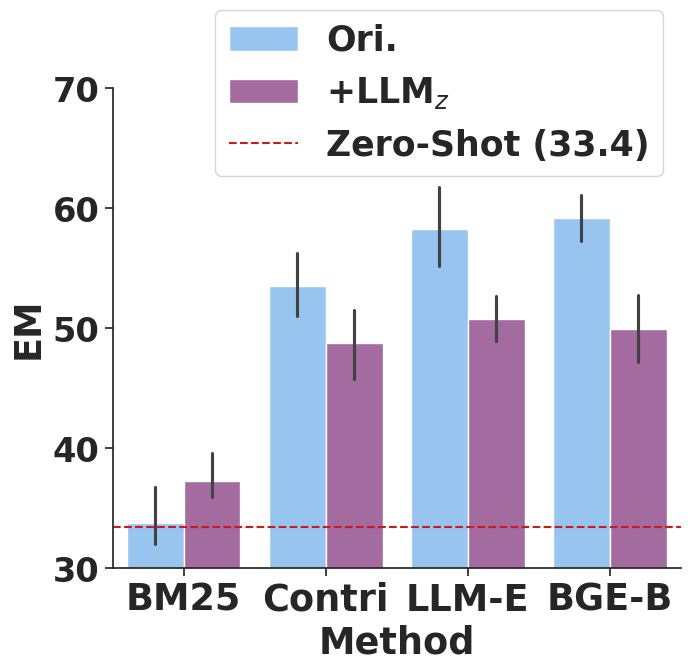 Ori.
+LLM_z
Zero-Shot (33.4)
70
60
50
40
30
EM
BM25 Contri LLM-E BGE-B
Method